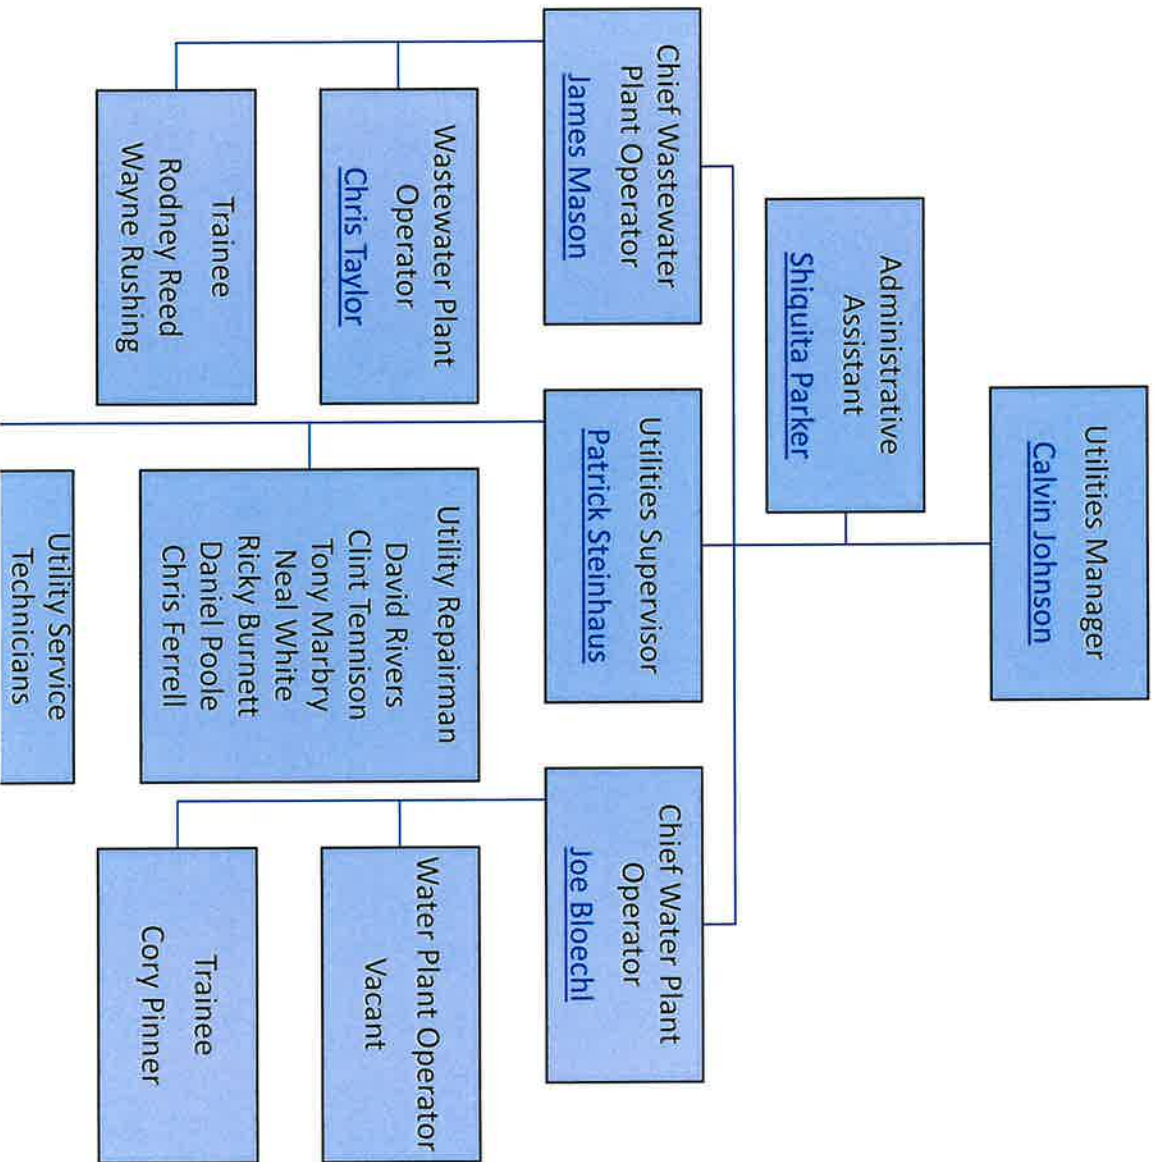 Utilities Manager
Calvin Johnson
Administrative
Assistant
Shiquita Parker
Chief Wastewater
Plant Operator
James Mason
Wastewater Plant
Operator
Chris Taylor
Trainee
Rodney Reed
Wayne Rushing
Utilities Supervisor
Patrick Steinhaus
Utility Repairman
David Rivers
Clint Tennison
Tony Marbry
Neal White
Ricky Burnett
Daniel Poole
Chris Ferrell
Utility Service
Technicians
Chief Water Plant
Operator
Joe Bloechl
Water Plant Operator
Vacant
Trainee
Cory Pinner